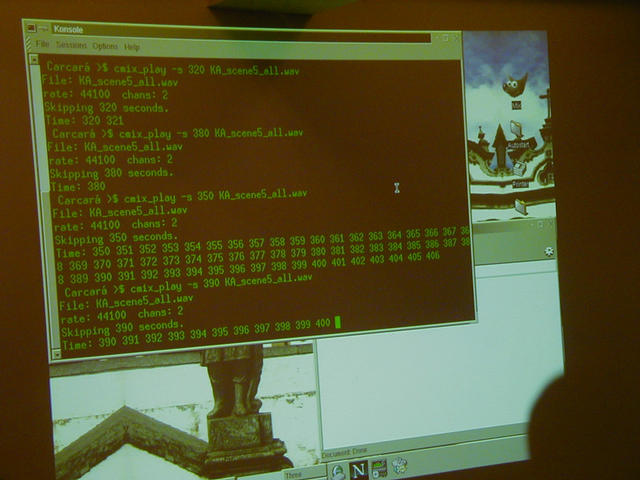 Konsole
File Sessions Options Help
Carcará >$ cmix_play -s 320 KA_scene5_all.wav
File: KA_scene5_all.wav
rate: 44100 chans: 2
Skipping 320 seconds.
Time: 320 321
Carcará >$ cmix_play -s 380 KA_scene5_all.wav
File: KA_scene5_all.wav
rate: 44100 chans: 2
Skipping 380 seconds.
Time: 380
Carcará >$ cmix_play -s 350 KA_scene5_all.wav
File: KA_scene5_all.wav
rate: 44100 chans: 2
Skipping 350 seconds.
Time: 350 351 352 353 354 355 356 357 358 359 360 361 362 363 364 365 366 367 36
8 369 370 371 372 373 374 375 376 377 378 379 380 381 382 383 384 385 386 387 38
8 389 390 391 392 393 394 395 396 397 398 399 400 401 402 403 404 405 406
Carcará >$ cmix_play -s 390 KA_scene5_all.wav
File: KA_scene5_all.wav
rate: 44100 chans: 2
Skipping 390 seconds.
Time: 390 391 392 393 394 395 396 397 398 399 400
Autostart
Printer
Document: Done
Three
N